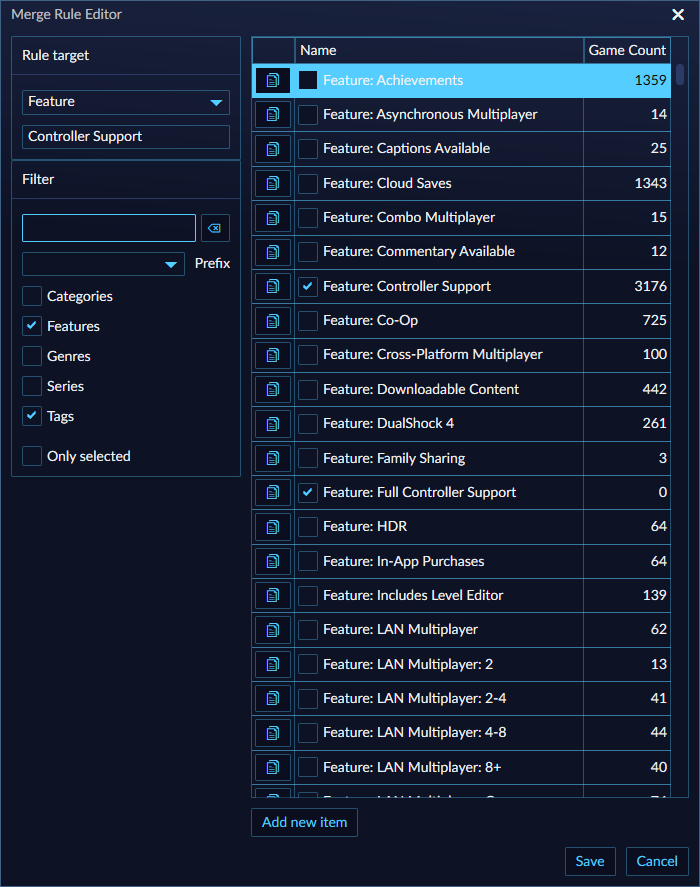 Merge Rule Editor
Rule target
Feature
Controller Support
Filter
Prefix
Categories
Features
Genres
Series
Tags
Only selected
Name Game Count
Feature: Achievements 1359
Feature: Asynchronous Multiplayer 14
Feature: Captions Available 25
Feature: Cloud Saves 1343
Feature: Combo Multiplayer 15
Feature: Commentary Available 12
Feature: Controller Support 3176
Feature: Co-Op 725
Feature: Cross-Platform Multiplayer 100
Feature: Downloadable Content 442
Feature: DualShock 4 261
Feature: Family Sharing 3
Feature: Full Controller Support 0
Feature: HDR 64
Feature: In-App Purchases 64
Feature: Includes Level Editor 139
Feature: LAN Multiplayer 62
Feature: LAN Multiplayer: 2 13
Feature: LAN Multiplayer: 2-4 41
Feature: LAN Multiplayer: 4-8 44
Feature: LAN Multiplayer: 8+ 40
Add new item
Save Cancel